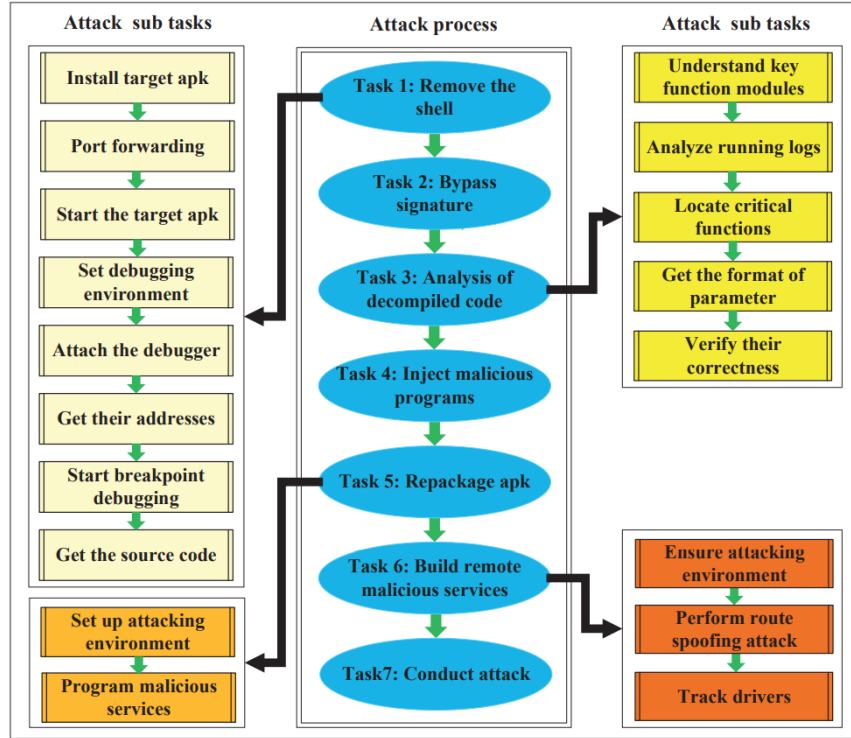 Attack sub tasks
Install target apk
Port forwarding
Start the target apk
Set debugging
environment
Attach the debugger
Get their addresses
Start breakpoint
debugging
Get the source code
Set up attacking
environment
Program malicious
services
Attack process
Task 1: Remove the
shell
Task 2: Bypass
signature
Task 3: Analysis of
decompiled code
Task 4: Inject malicious
programs
Task 5: Repackage apk
Task 6: Build remote
malicious services
Task7: Conduct attack
Attack sub tasks
Understand key
function modules
Analyze running logs
Locate critical
functions
Get the format of
parameter
Verify their
correctness
Ensure attacking
environment
Perform route
spoofing attack
Track drivers